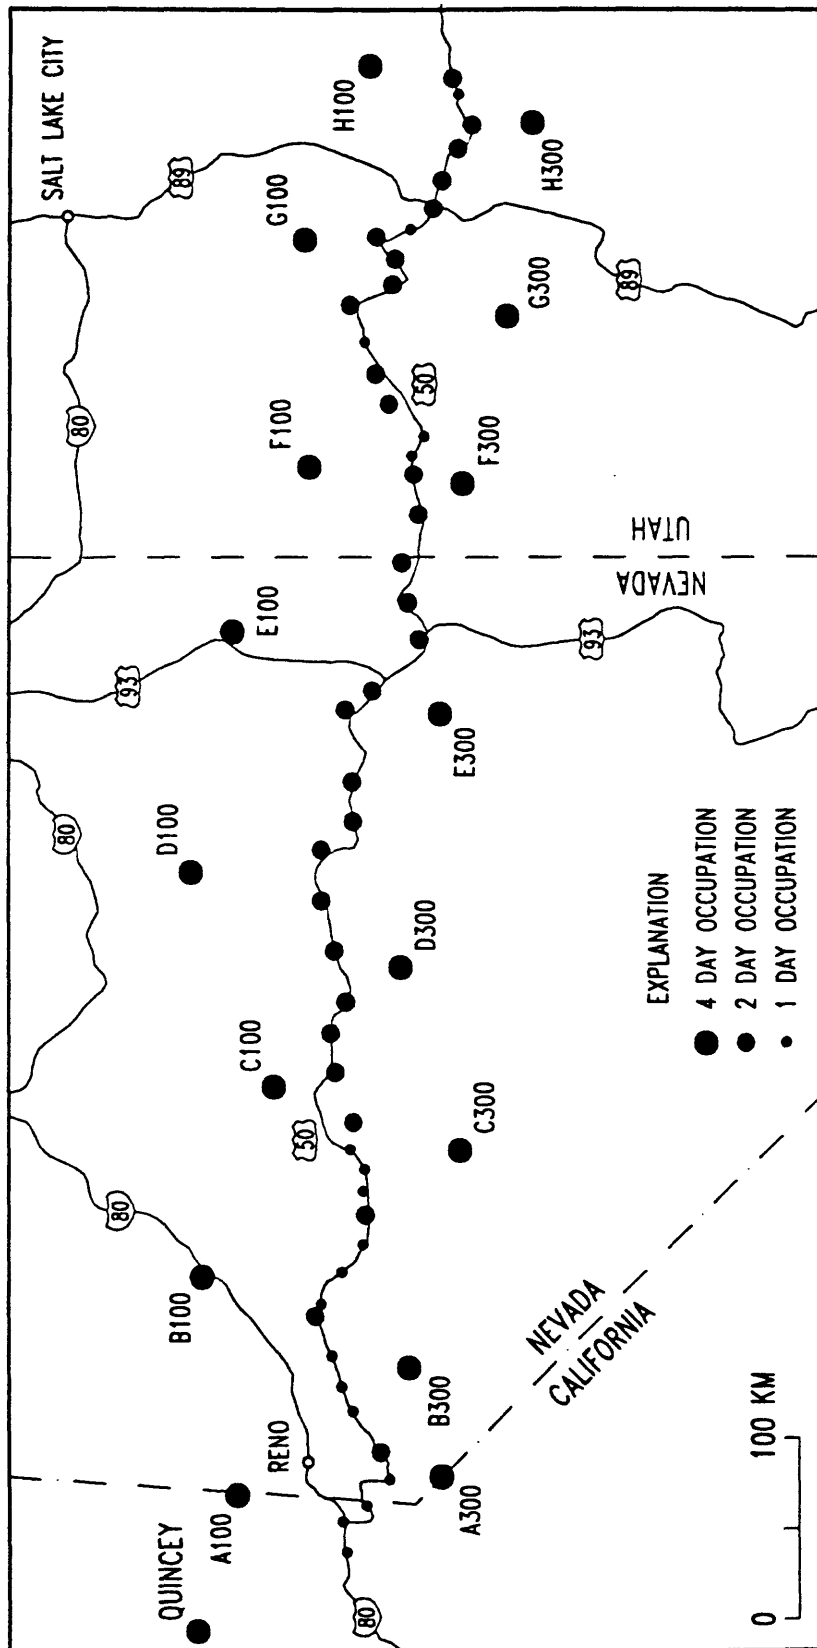 SALT LAKE CITY
89
H100
G100
80
H300
G300
89
F100
50
F300
UTAH
NEVADA
E100
93
93
E300
80
D100
D300
EXPLANATION
4 DAY OCCUPATION
2 DAY OCCUPATION
1 DAY OCCUPATION
C100
50
C300
80
B100
B300
NEVADA
CALIFORNIA
RENO
QUINCEY
A100
A300
80
0
100 KM